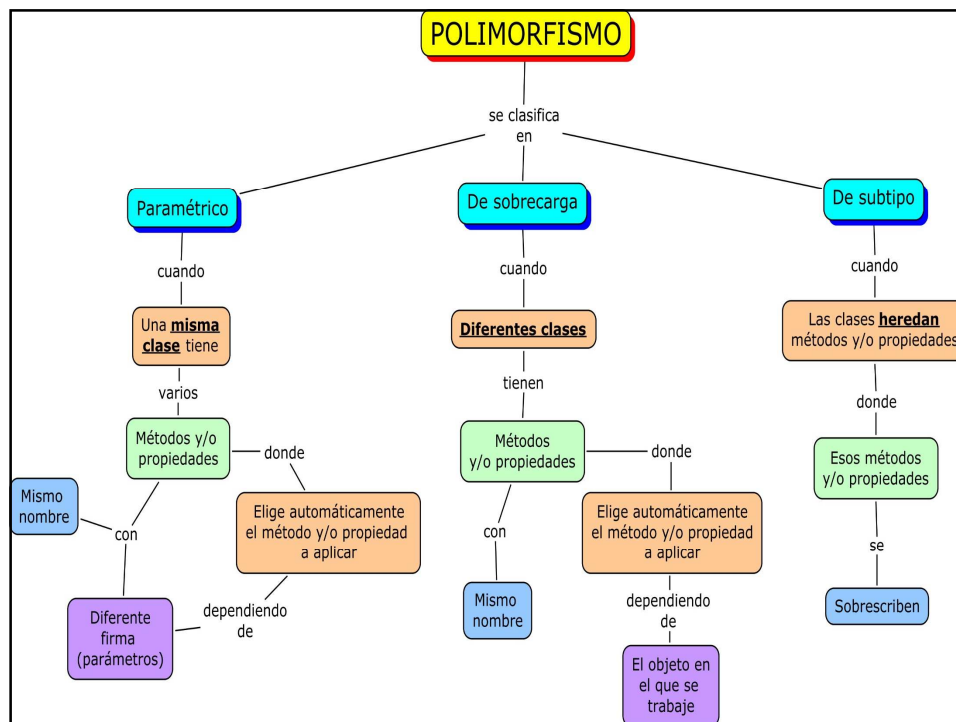 POLIMORFISMO
se clasifica
en
Paramétrico
cuando
Una misma
clase tiene
varios
Métodos y/o
propiedades
con
Mismo
nombre
Diferente
firma
(parámetros)
donde
Elige automáticamente
el método y/o propiedad
a aplicar
dependiendo
de
De sobrecarga
cuando
Diferentes clases
tienen
Métodos
y/o propiedades
con
Mismo
nombre
donde
Elige automáticamente
el método y/o propiedad
a aplicar
dependiendo
de
El objeto en
el que se
trabaje
De subtipo
cuando
Las clases heredan
métodos y/o propiedades
donde
Esos métodos
y/o propiedades
se
Sobrescriben